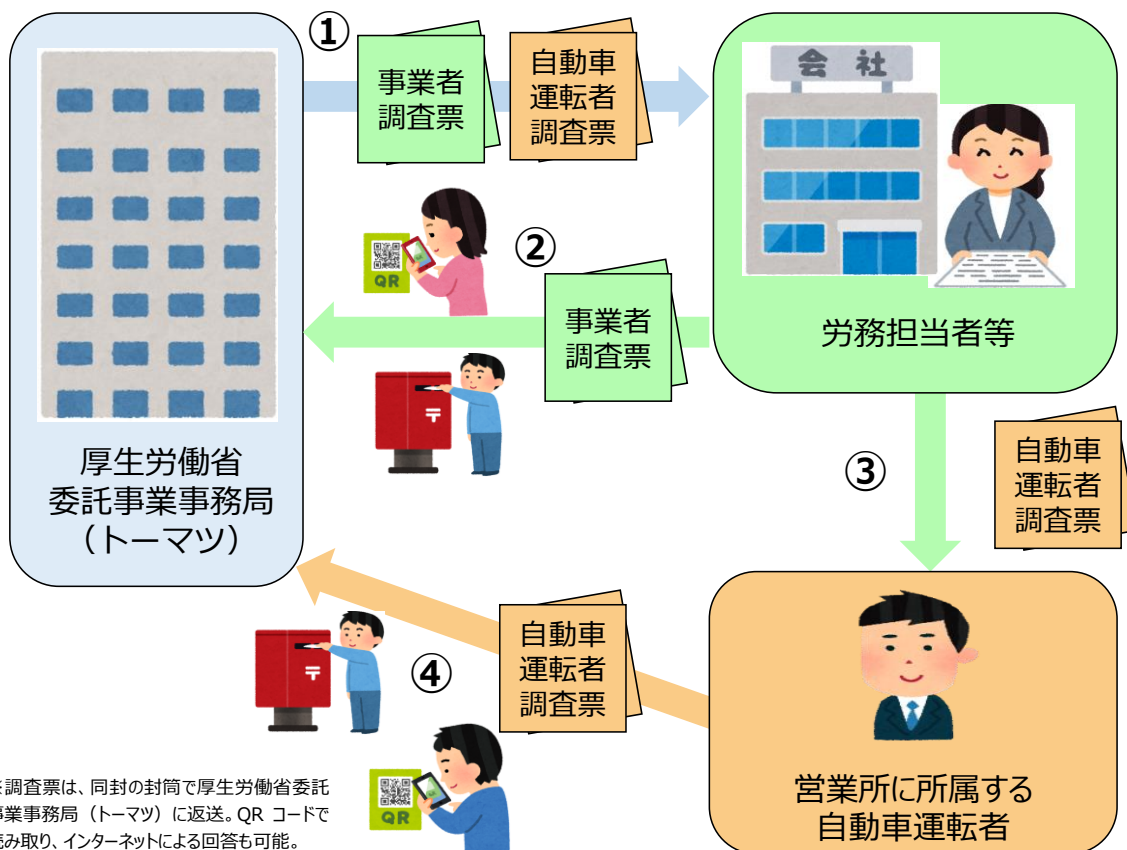 ①
事業者
調査票
自動車
運転者
調査票
会社
労務担当者等
②
QR
事業者
調査票
〒
厚生労働省
委託事業事務局
（トーマツ）
③
自動車
運転者
調査票
④
〒
自動車
運転者
調査票
QR
営業所に所属する
自動車運転者
※調査票は、同封の封筒で厚生労働省委託
事業事務局（トーマツ）に返送。QR コードで
読み取り、インターネットによる回答も可能。